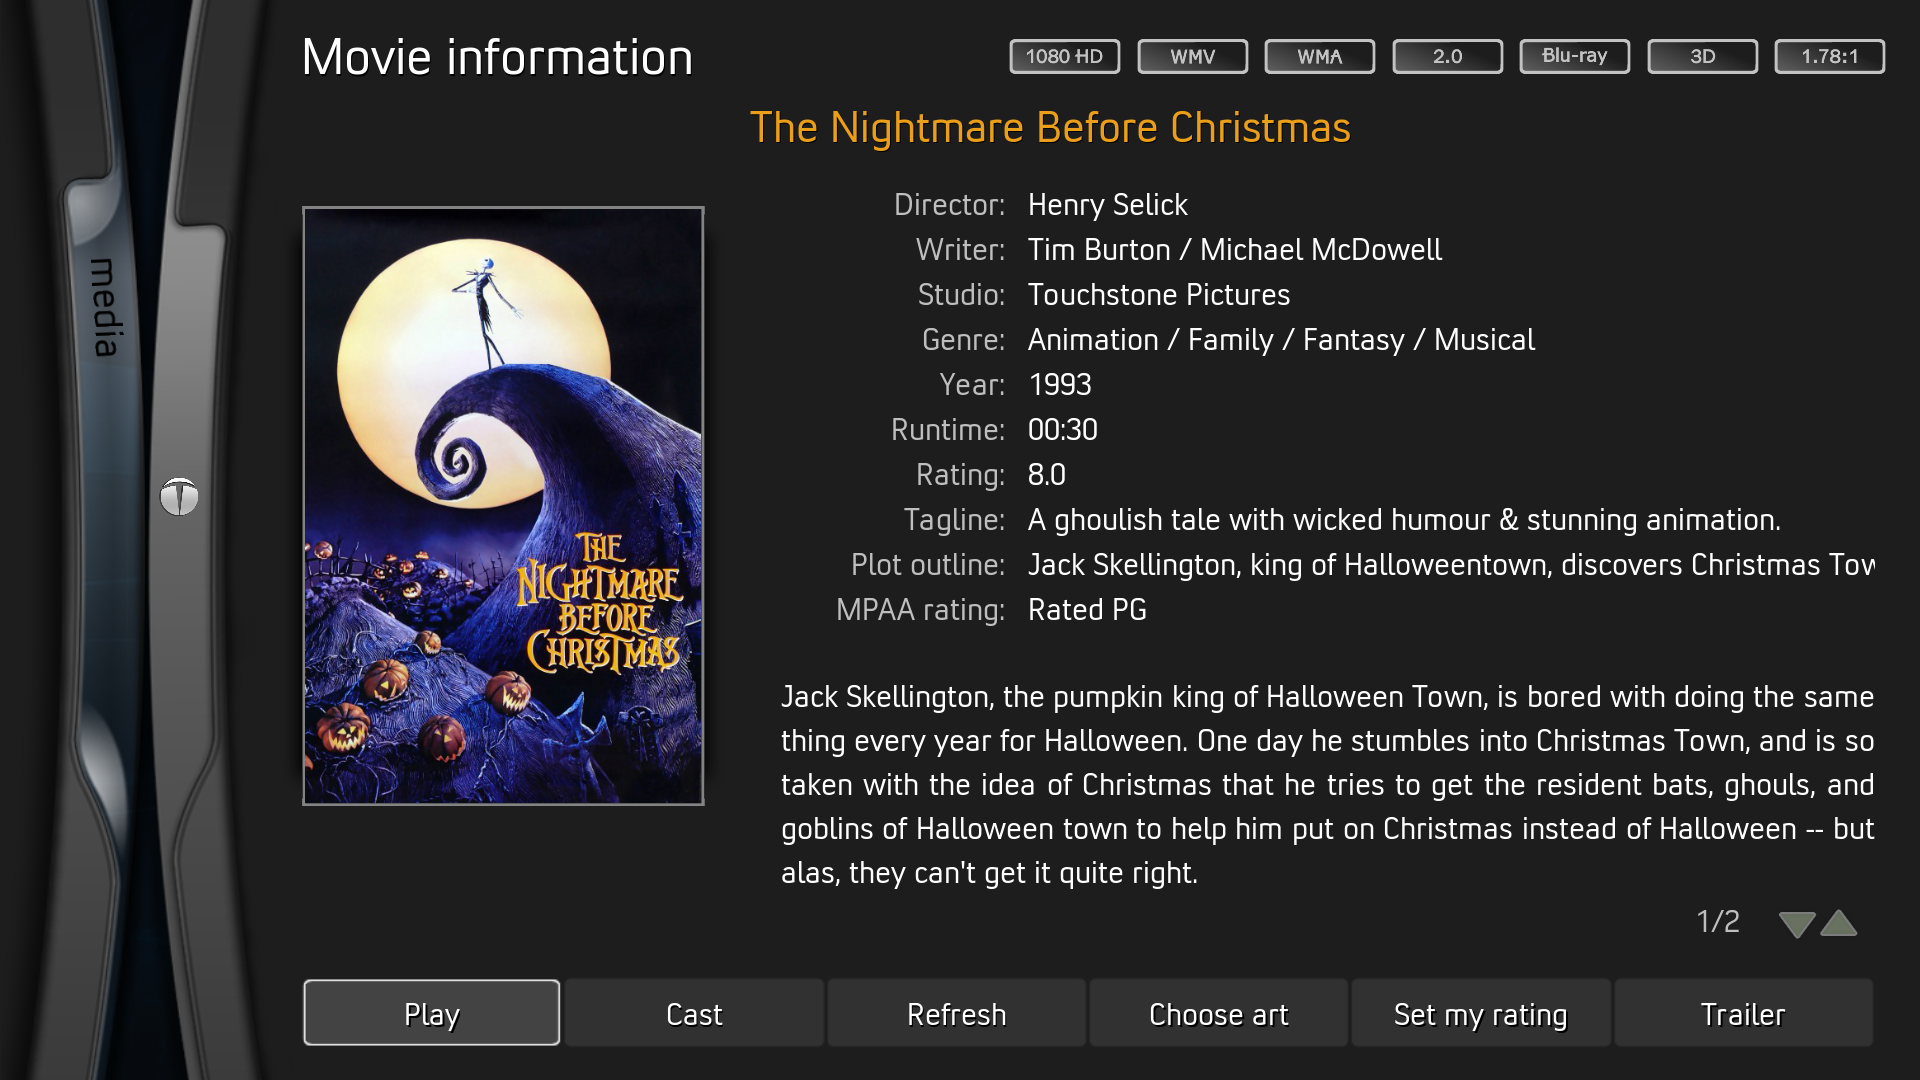 Movie information
1080 HD
WMV
WMA
2.0
Blu-ray
3D
1.78:1
The Nightmare Before Christmas
media
Director: Henry Selick
Writer: Tim Burton / Michael McDowell
Studio: Touchstone Pictures
Genre: Animation / Family / Fantasy / Musical
Year: 1993
Runtime: 00:30
Rating: 8.0
Tagline: A ghoulish tale with wicked humour & stunning animation.
Plot outline: Jack Skellington, king of Halloweentown, discovers Christmas Tow
MPAA rating: Rated PG
THE
NIGHTMARE
BEFORE
CHRISTMAS
Jack Skellington, the pumpkin king of Halloween Town, is bored with doing the same
thing every year for Halloween. One day he stumbles into Christmas Town, and is so
taken with the idea of Christmas that he tries to get the resident bats, ghouls, and
goblins of Halloween town to help him put on Christmas instead of Halloween -- but
alas, they can't get it quite right.
1/2
Play
Cast
Refresh
Choose art
Set my rating
Trailer